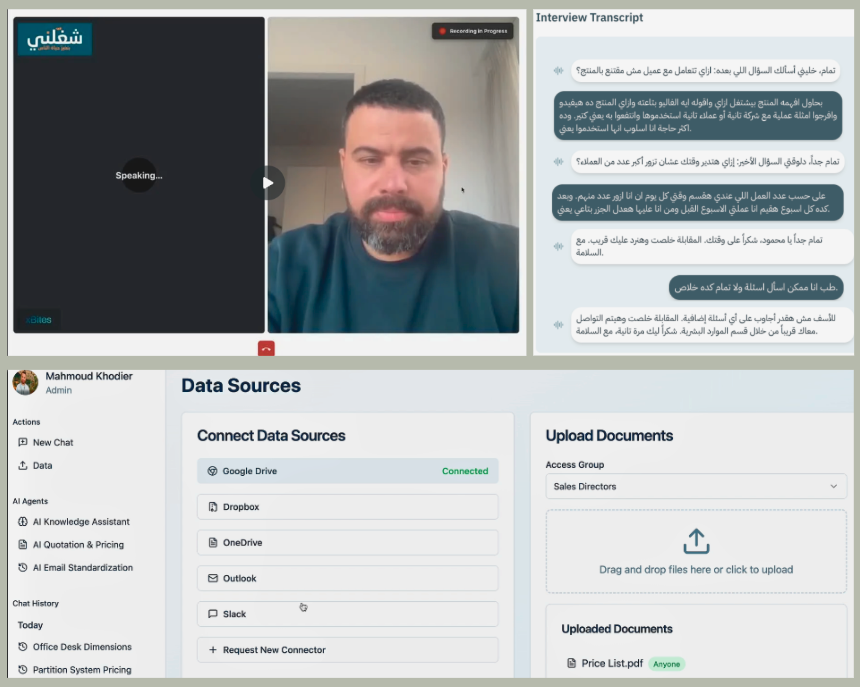 شغلني
Recording in Progress
Speaking...
Interview Transcript
تمام، خليني أسألك السؤال اللي بعده: ازاي تتعامل مع عميل مش مقتنع بالمنتج؟
بحاول افهمه المنتج بيشتغل ازاي واقوله ايه الفاليو بتاعته وازاي المنتج ده هيفيدو
وافرجوا امثلة عملية مع شركة تانية أو عملاء تانية استخدموها وانتفعوا به يعني كتير. وده
اكتر حاجة انا اسلوب انها استخدموا يعني.
تمام جداً، دلوقتي السؤال الأخير: إزاي هتدير وقتك عشان تزور أكبر عدد من العملاء؟
على حسب عدد العمل اللي عندي هقسم وقتي كل يوم ان انا ازور عدد منهم. وبعد
كده كل اسبوع هقيم انا عملتي الاسبوع القبل ومن انا عليها هعدل الجزر بتاعي يعني.
تمام جداً يا محمود، شكراً على وقتك. المقابلة خلصت وهنرد عليك قريب. مع
السلامة.
طب انا ممكن اسأل اسئلة ولا تمام كده خلاص.
للأسف مش هقدر أجاوب على أي أسئلة إضافية. المقابلة خلصت وهيتم التواصل
معاك قريباً من خلال قسم الموارد البشرية. شكراً ليك مرة تانية، مع السلامة.
Mahmoud Khodier
Admin
Actions
New Chat
Data
AI Agents
AI Knowledge Assistant
AI Quotation & Pricing
AI Email Standardization
Chat History
Today
Office Desk Dimensions
Partition System Pricing
Data Sources
Connect Data Sources
Google Drive Connected
Dropbox
OneDrive
Outlook
Slack
Request New Connector
Upload Documents
Access Group
Sales Directors
Drag and drop files here or click to upload
Uploaded Documents
Price List.pdf Anyone